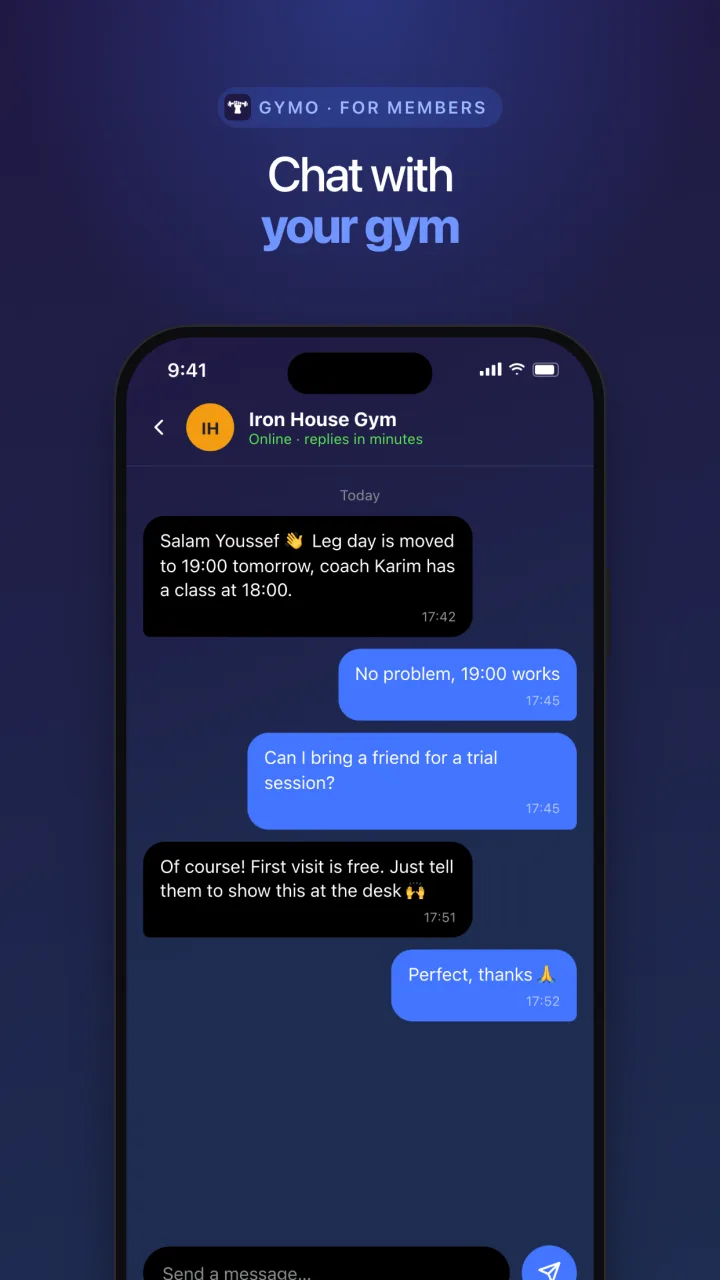 GYMO · FOR MEMBERS
Chat with
your gym
9:41
IH
Iron House Gym
Online · replies in minutes
Today
Salam Youssef 👋 Leg day is moved
to 19:00 tomorrow, coach Karim has
a class at 18:00.
17:42
No problem, 19:00 works
17:45
Can I bring a friend for a trial
session?
17:45
Of course! First visit is free. Just tell
them to show this at the desk 🙌
17:51
Perfect, thanks 🙏
17:52
Send a message...